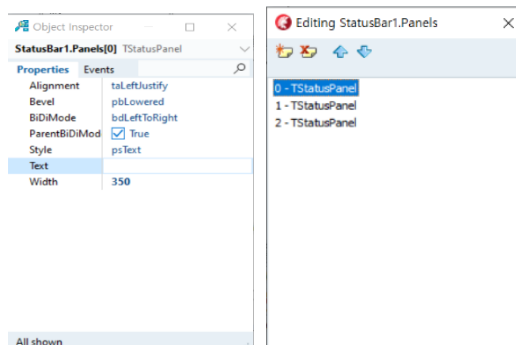 Object Inspector
StatusBar1.Panels[0] TStatusPanel
Properties Events
Alignment taLeftJustify
Bevel pbLowered
BiDiMode bdLeftToRight
ParentBiDiMod True
Style psText
Text
Width 350
All shown
Editing StatusBar1.Panels
0 - TStatusPanel
1 - TStatusPanel
2 - TStatusPanel